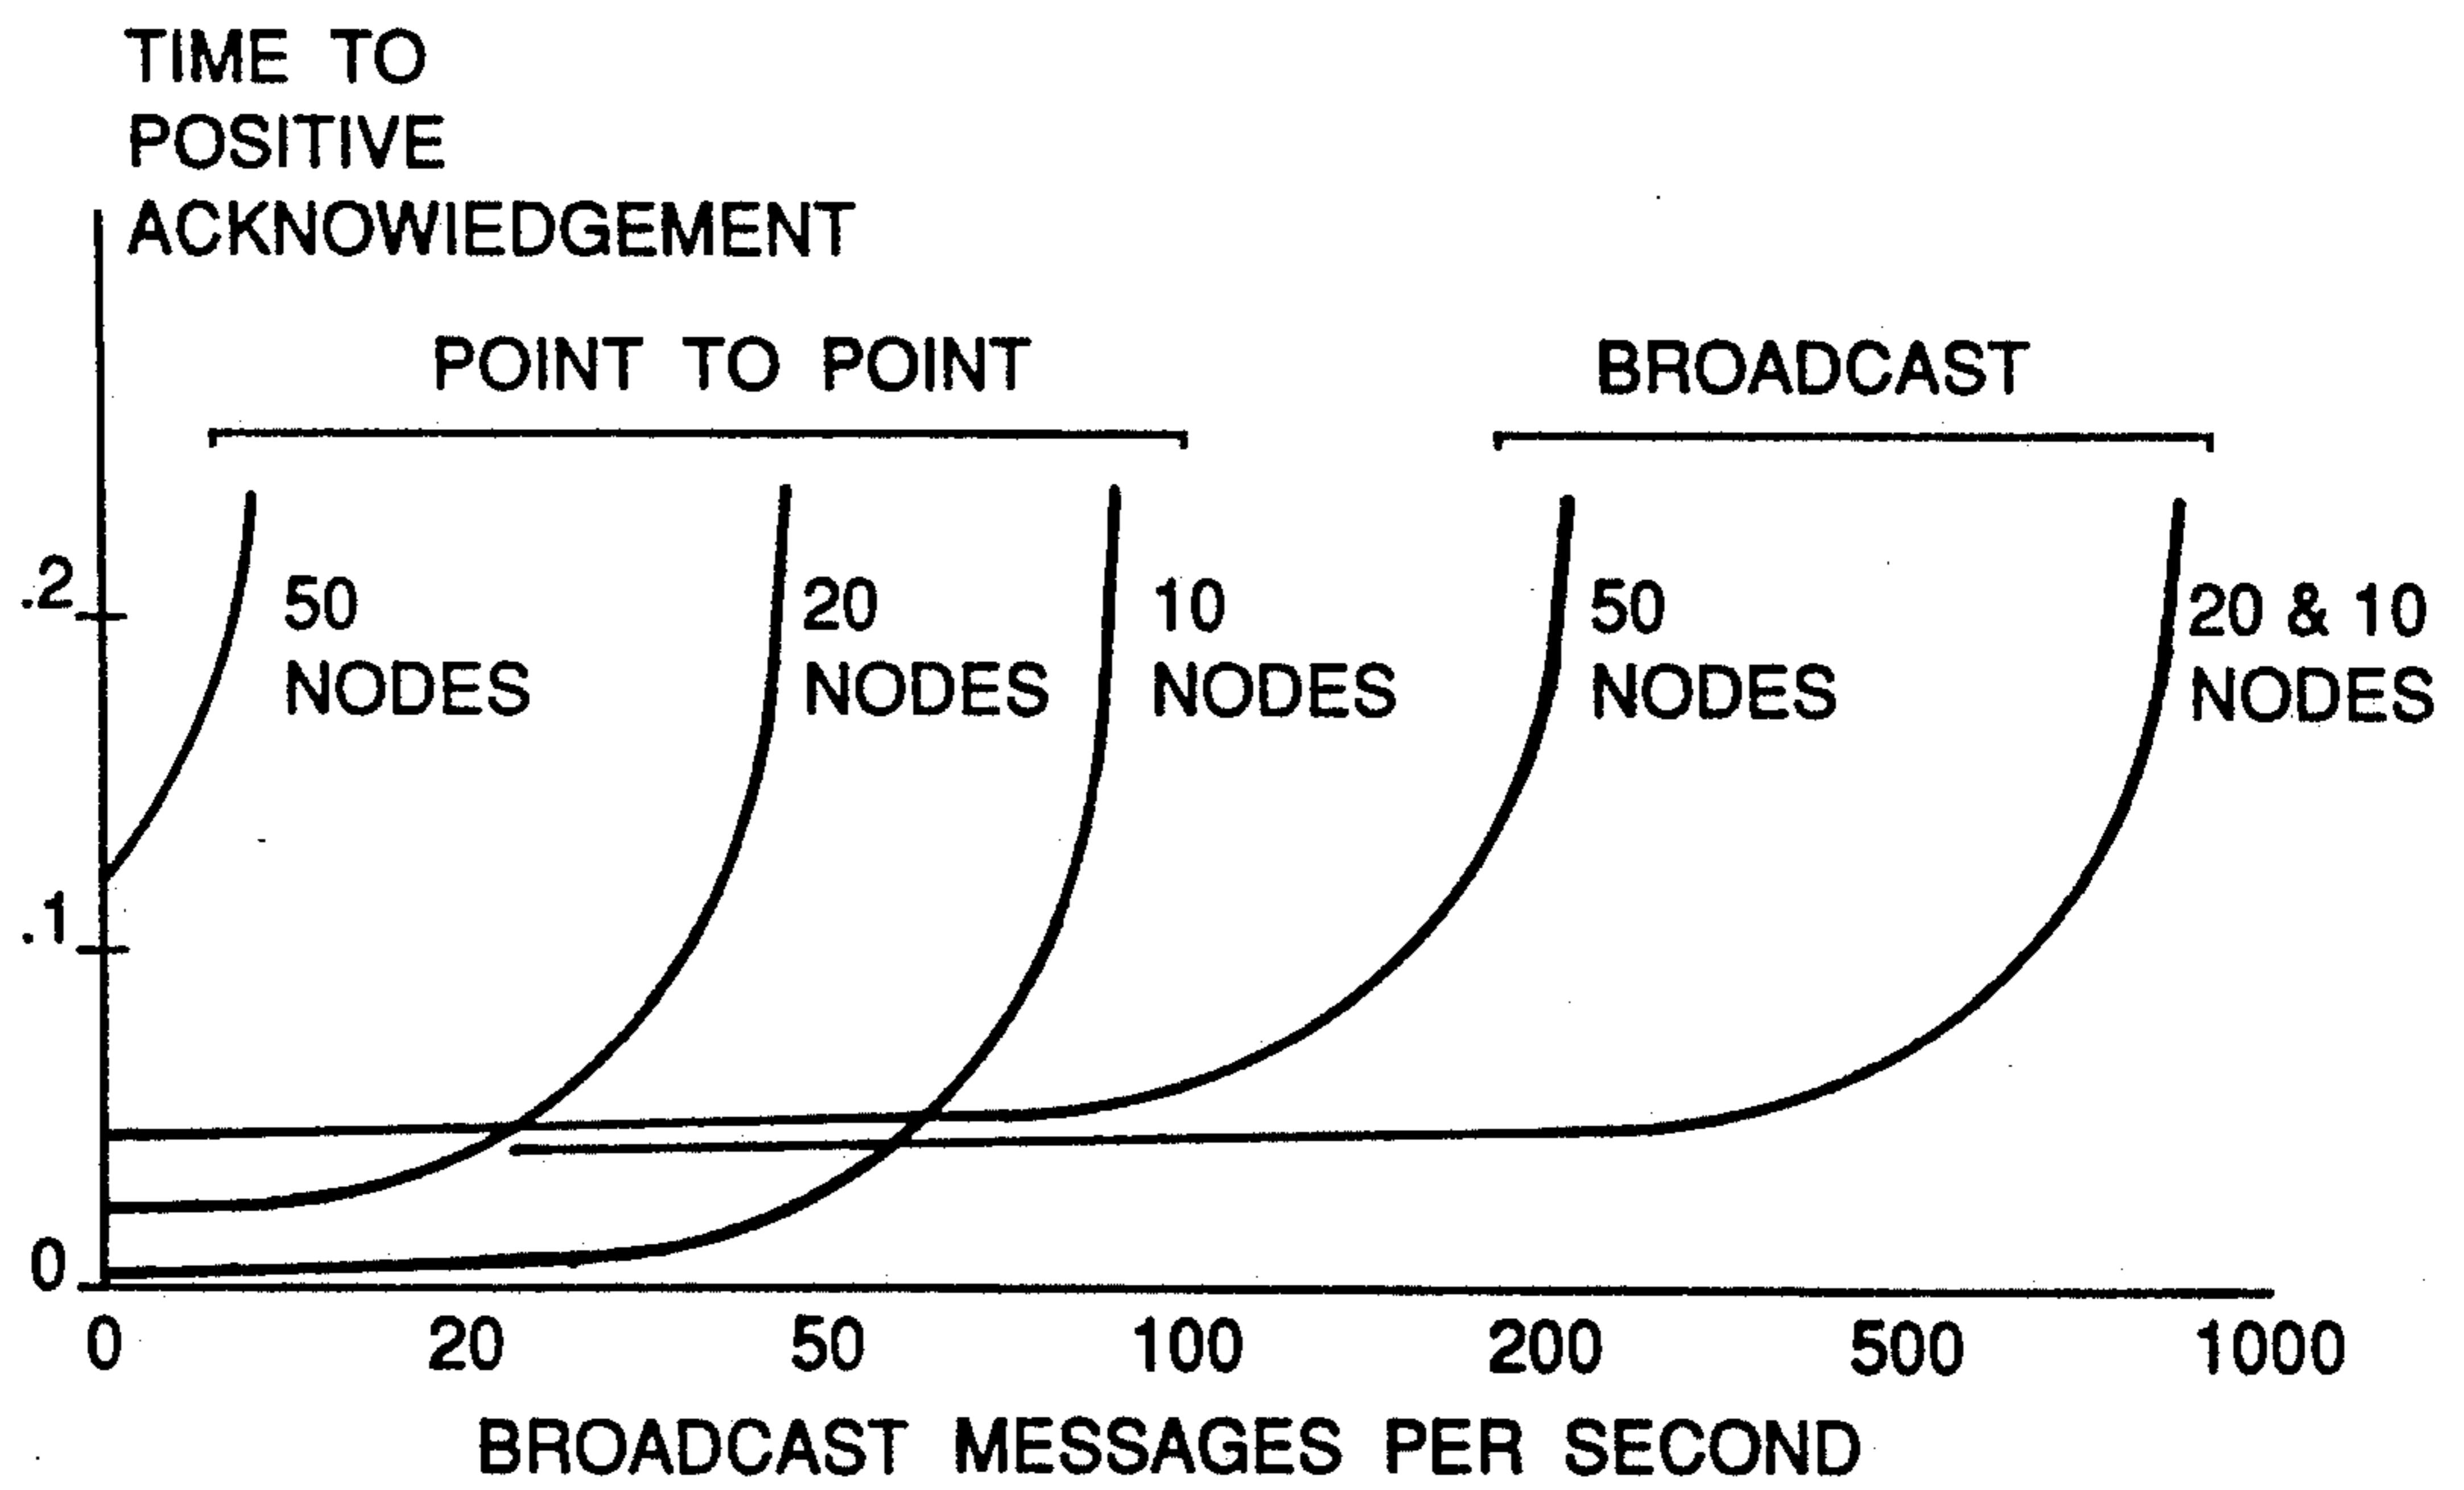 TIME TO
POSITIVE
ACKNOWIEDGEMENT
POINT TO POINT
BROADCAST
.2
50
NODES
20
NODES
10
NODES
50
NODES
20 & 10
NODES
.1
0
0
20
50
100
200
500
1000
BROADCAST MESSAGES PER SECOND